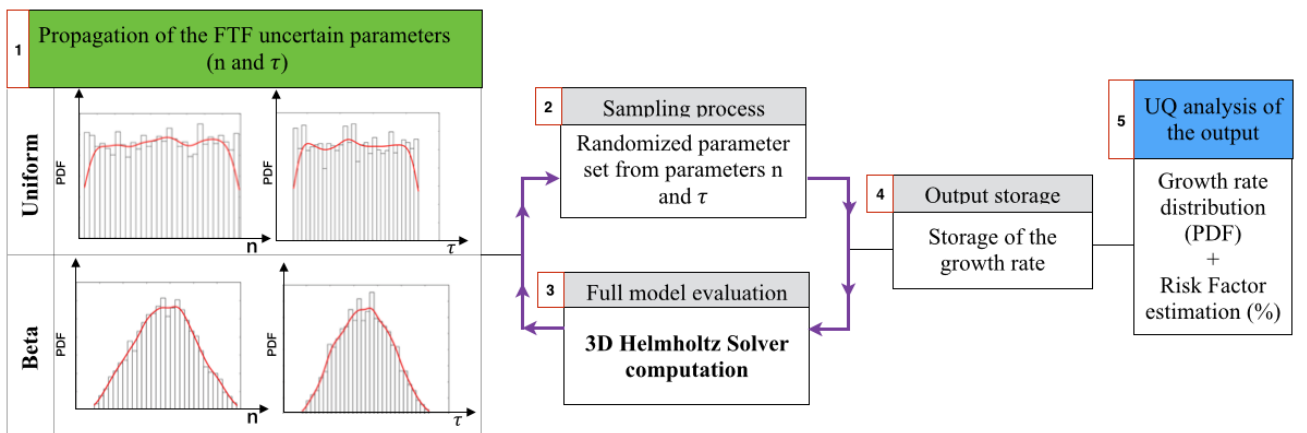 1
Propagation of the FTF uncertain parameters
(n and τ)
Uniform
PDF
n
PDF
τ
Beta
PDF
n
PDF
τ
2
Sampling process
Randomized parameter
set from parameters n
and τ
3
Full model evaluation
3D Helmholtz Solver
computation
4
Output storage
Storage of the
growth rate
5
UQ analysis of
the output
Growth rate
distribution
(PDF)
+
Risk Factor
estimation (%)